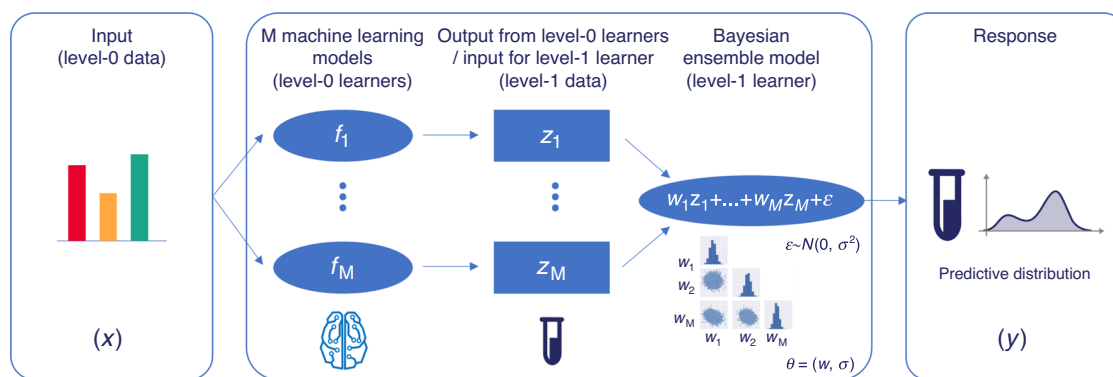 Input
(level-0 data)
(x)
M machine learning
models
(level-0 learners)
f1
fM
Output from level-0 learners
/ input for level-1 learner
(level-1 data)
z1
zM
Bayesian
ensemble model
(level-1 learner)
w1z1+...+wMzM+ε
ε~N(0, σ²)
w1
w2
wM
w1 w2 wM
θ = (w, σ)
Response
Predictive distribution
(y)